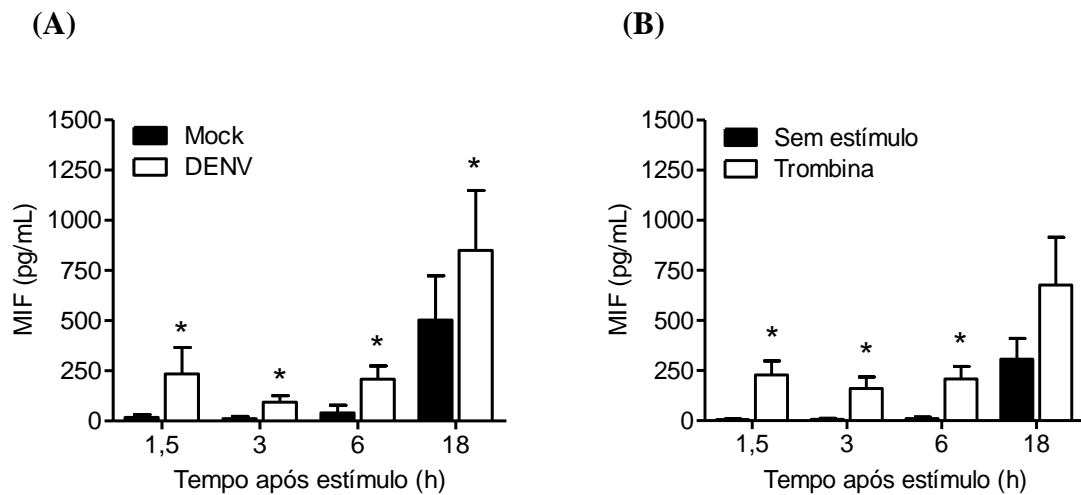 (A)
1500
1250
1000
750
500
250
0
MIF (pg/mL)
Mock
DENV
*
*
*
*
1,5
3
6
18
Tempo após estímulo (h)
(B)
1500
1250
1000
750
500
250
0
MIF (pg/mL)
Sem estímulo
Trombina
*
*
*
1,5
3
6
18
Tempo após estímulo (h)